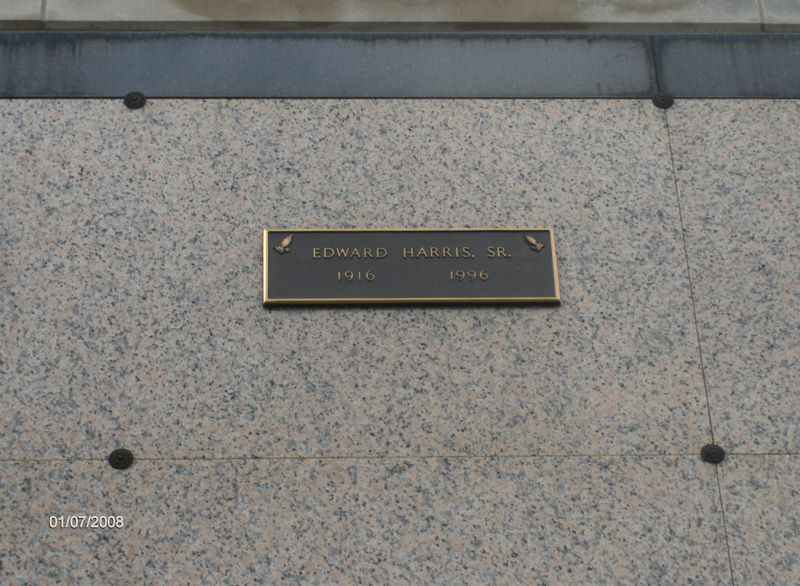 EDWARD HARRIS, SR.
1916 1996
01/07/2008